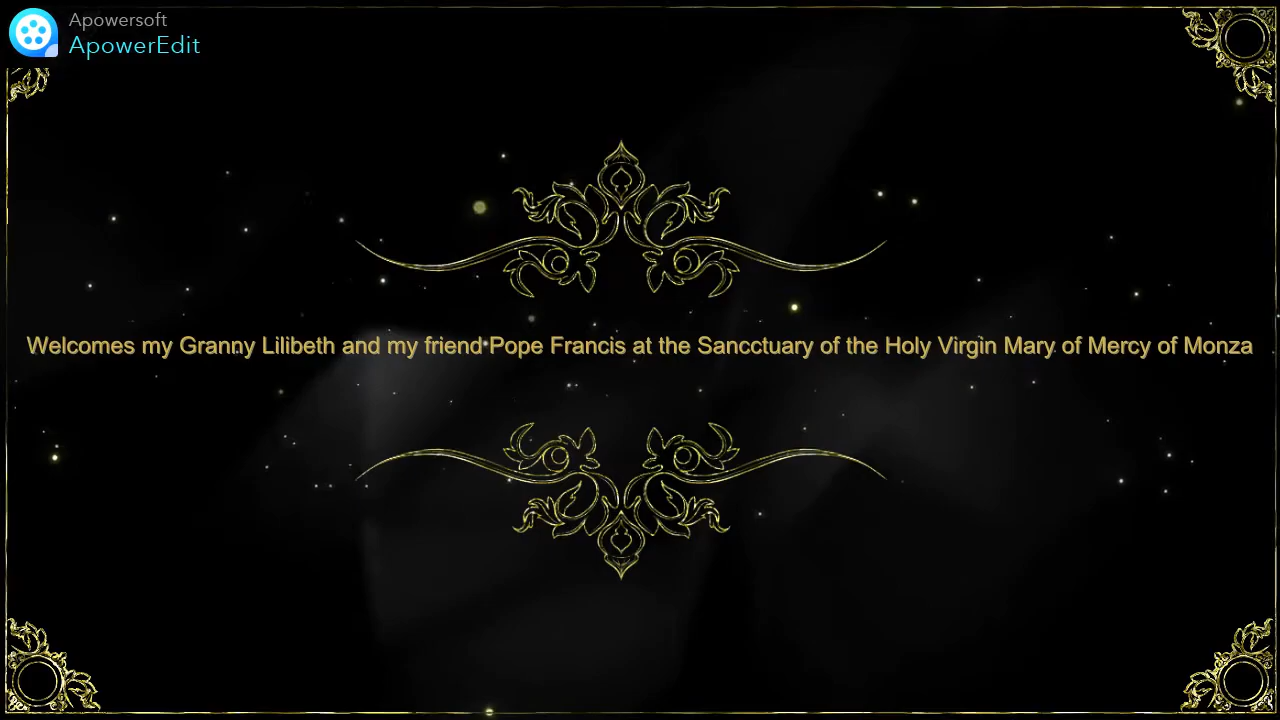 Apowersoft
ApowerEdit
Welcomes my Granny Lilibeth and my friend Pope Francis at the Sancctuary of the Holy Virgin Mary of Mercy of Monza